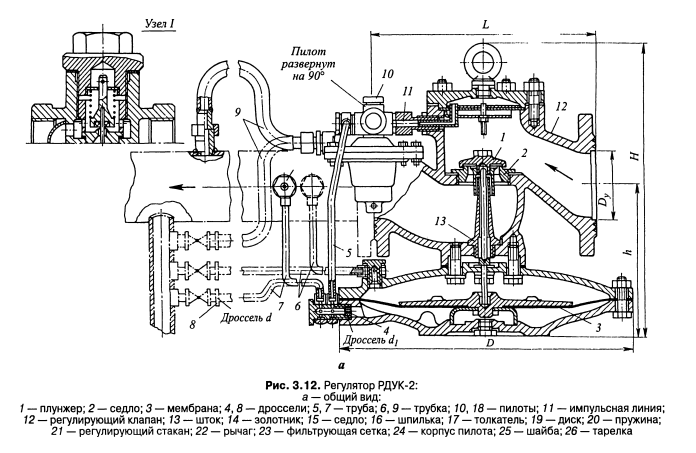 Узел I
Пилот
развернут
на 90°
L
10
11
12
9
1
2
H
Dy
h
13
5
7
6
8
Дроссель d
4
Дроссель d1
D
3
а
Рис. 3.12. Регулятор РДУК-2:
а — общий вид:
1 — плунжер; 2 — седло; 3 — мембрана; 4, 8 — дроссели; 5, 7 — труба; 6, 9 — трубка; 10, 18 — пилоты; 11 — импульсная линия;
12 — регулирующий клапан; 13 — шток; 14 — золотник; 15 — седло; 16 — шпилька; 17 — толкатель; 19 — диск; 20 — пружина;
21 — регулирующий стакан; 22 — рычаг; 23 — фильтрующая сетка; 24 — корпус пилота; 25 — шайба; 26 — тарелка